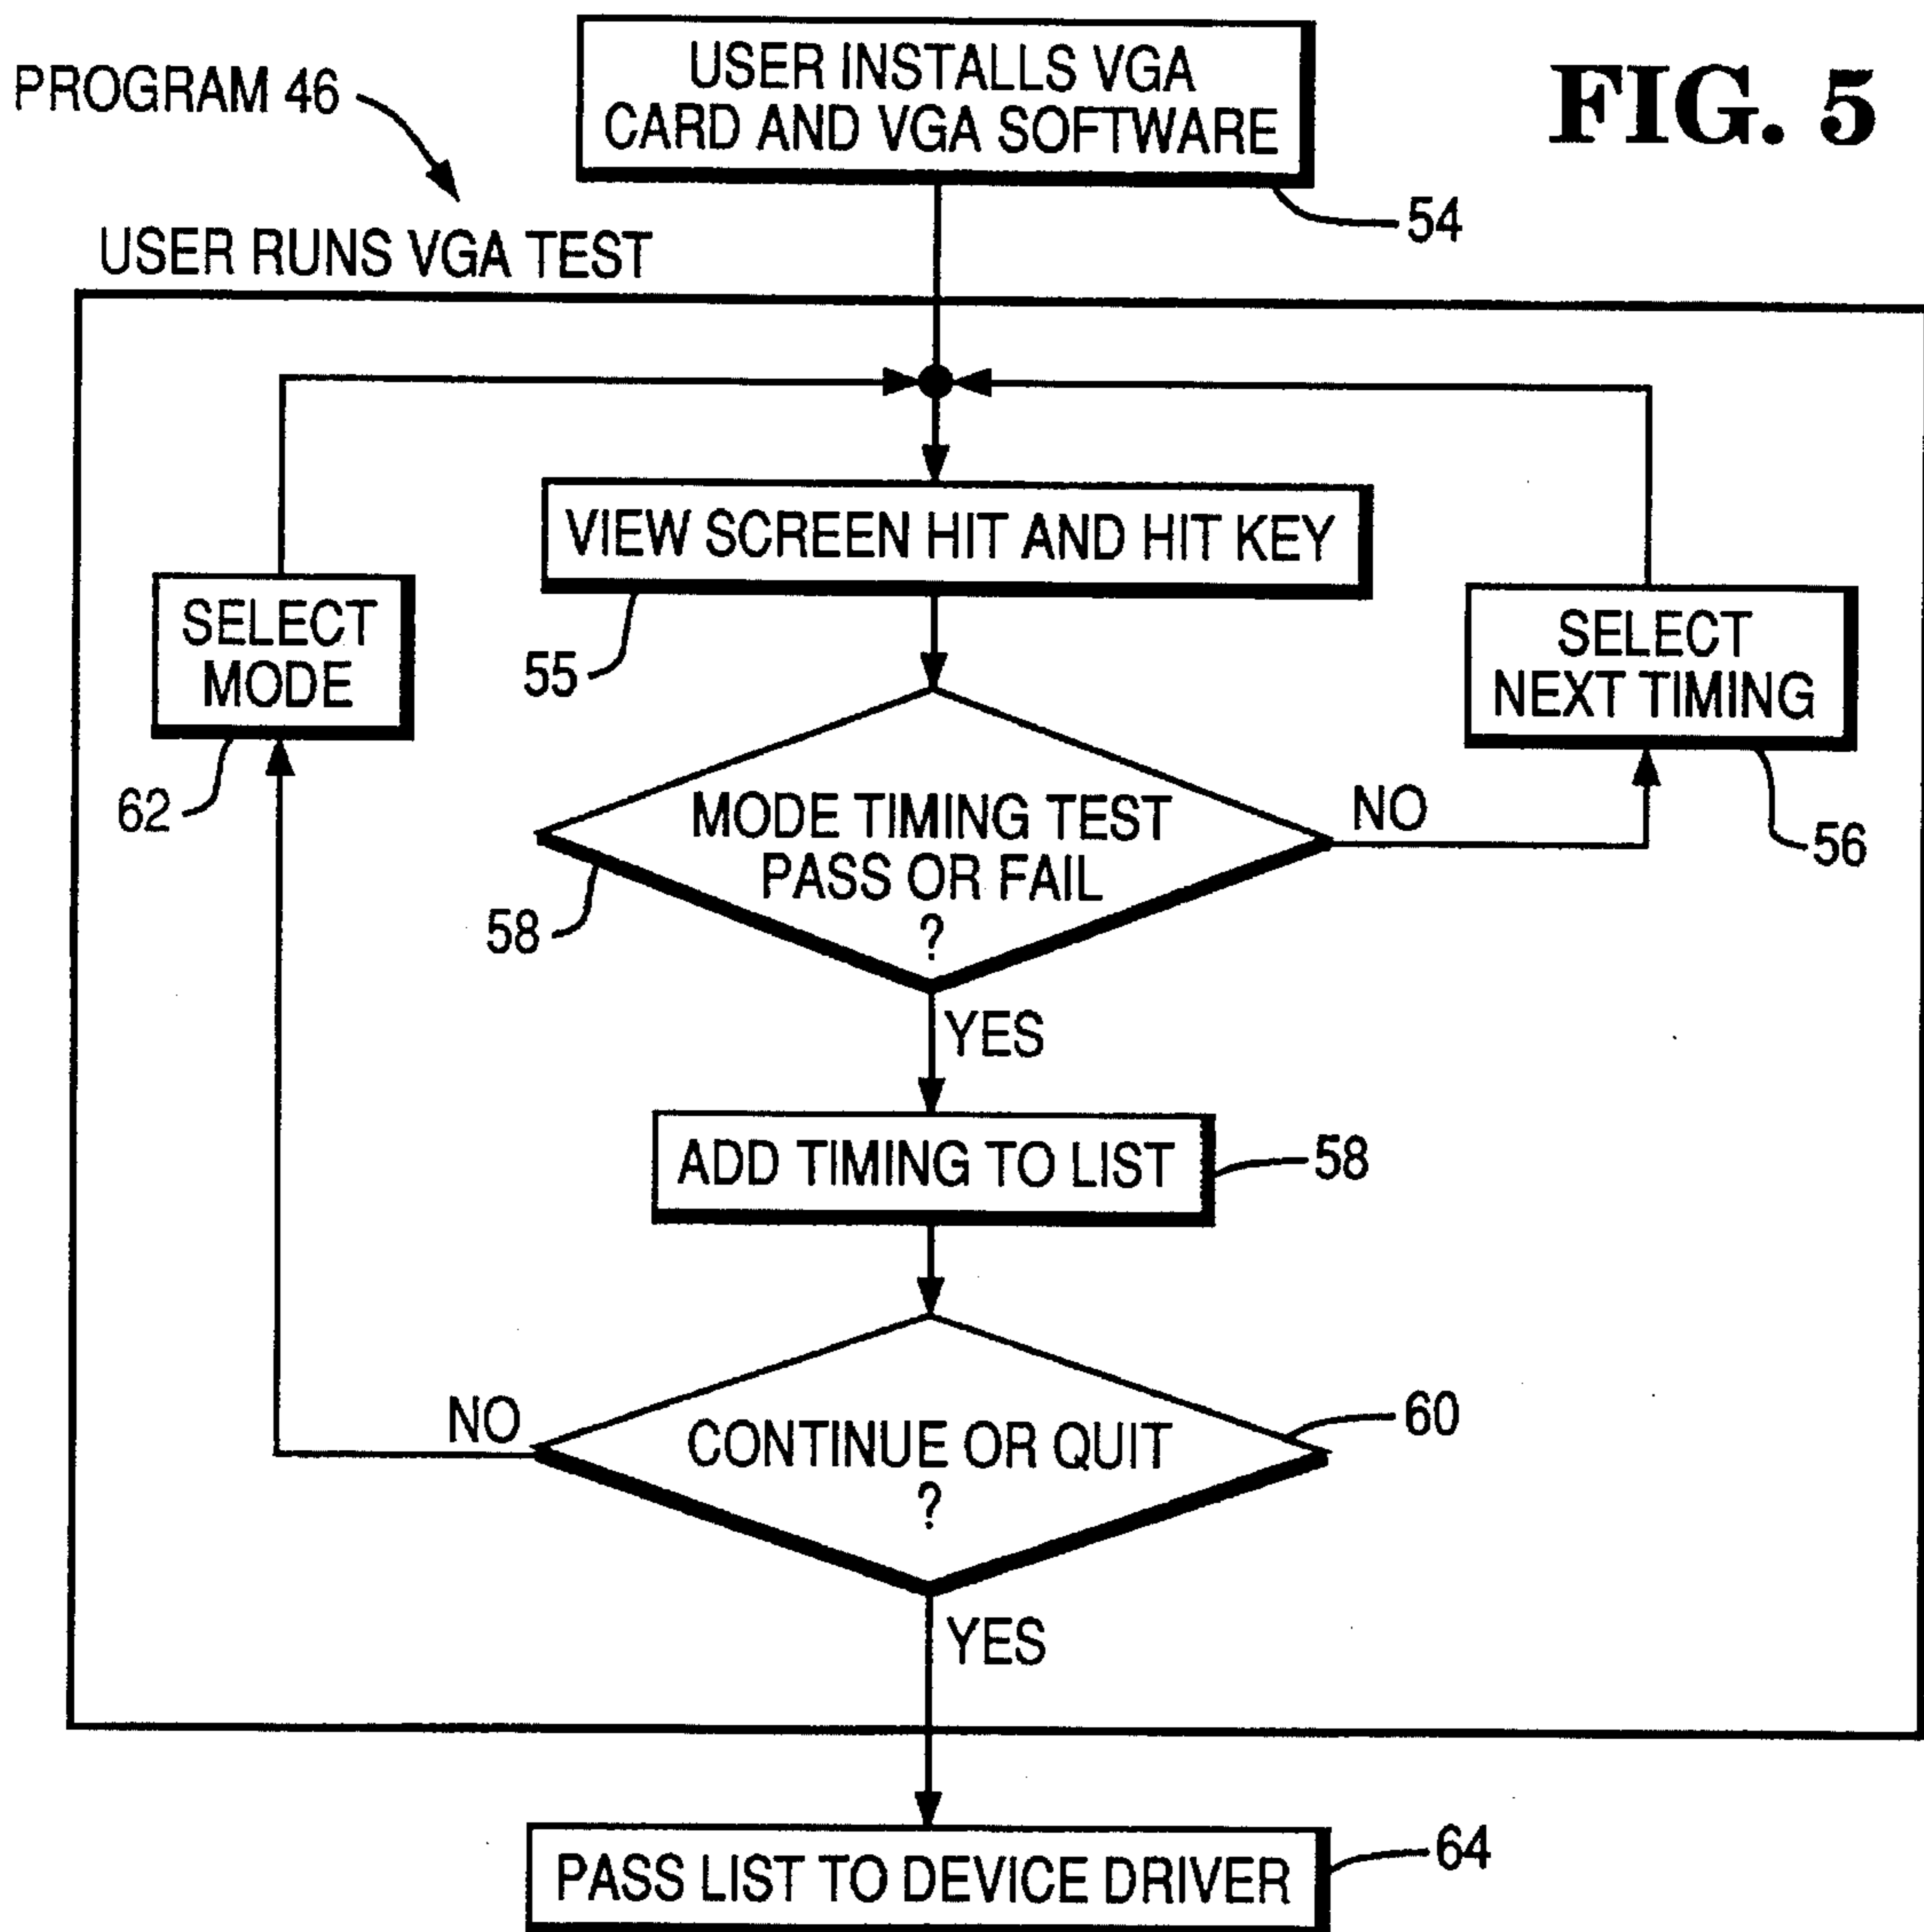 PROGRAM 46
USER INSTALLS VGA
CARD AND VGA SOFTWARE
FIG. 5
54
USER RUNS VGA TEST
VIEW SCREEN HIT AND HIT KEY
55
SELECT
MODE
62
SELECT
NEXT TIMING
56
MODE TIMING TEST
PASS OR FAIL
?
58
NO
YES
ADD TIMING TO LIST
58
CONTINUE OR QUIT
?
60
NO
YES
PASS LIST TO DEVICE DRIVER
64